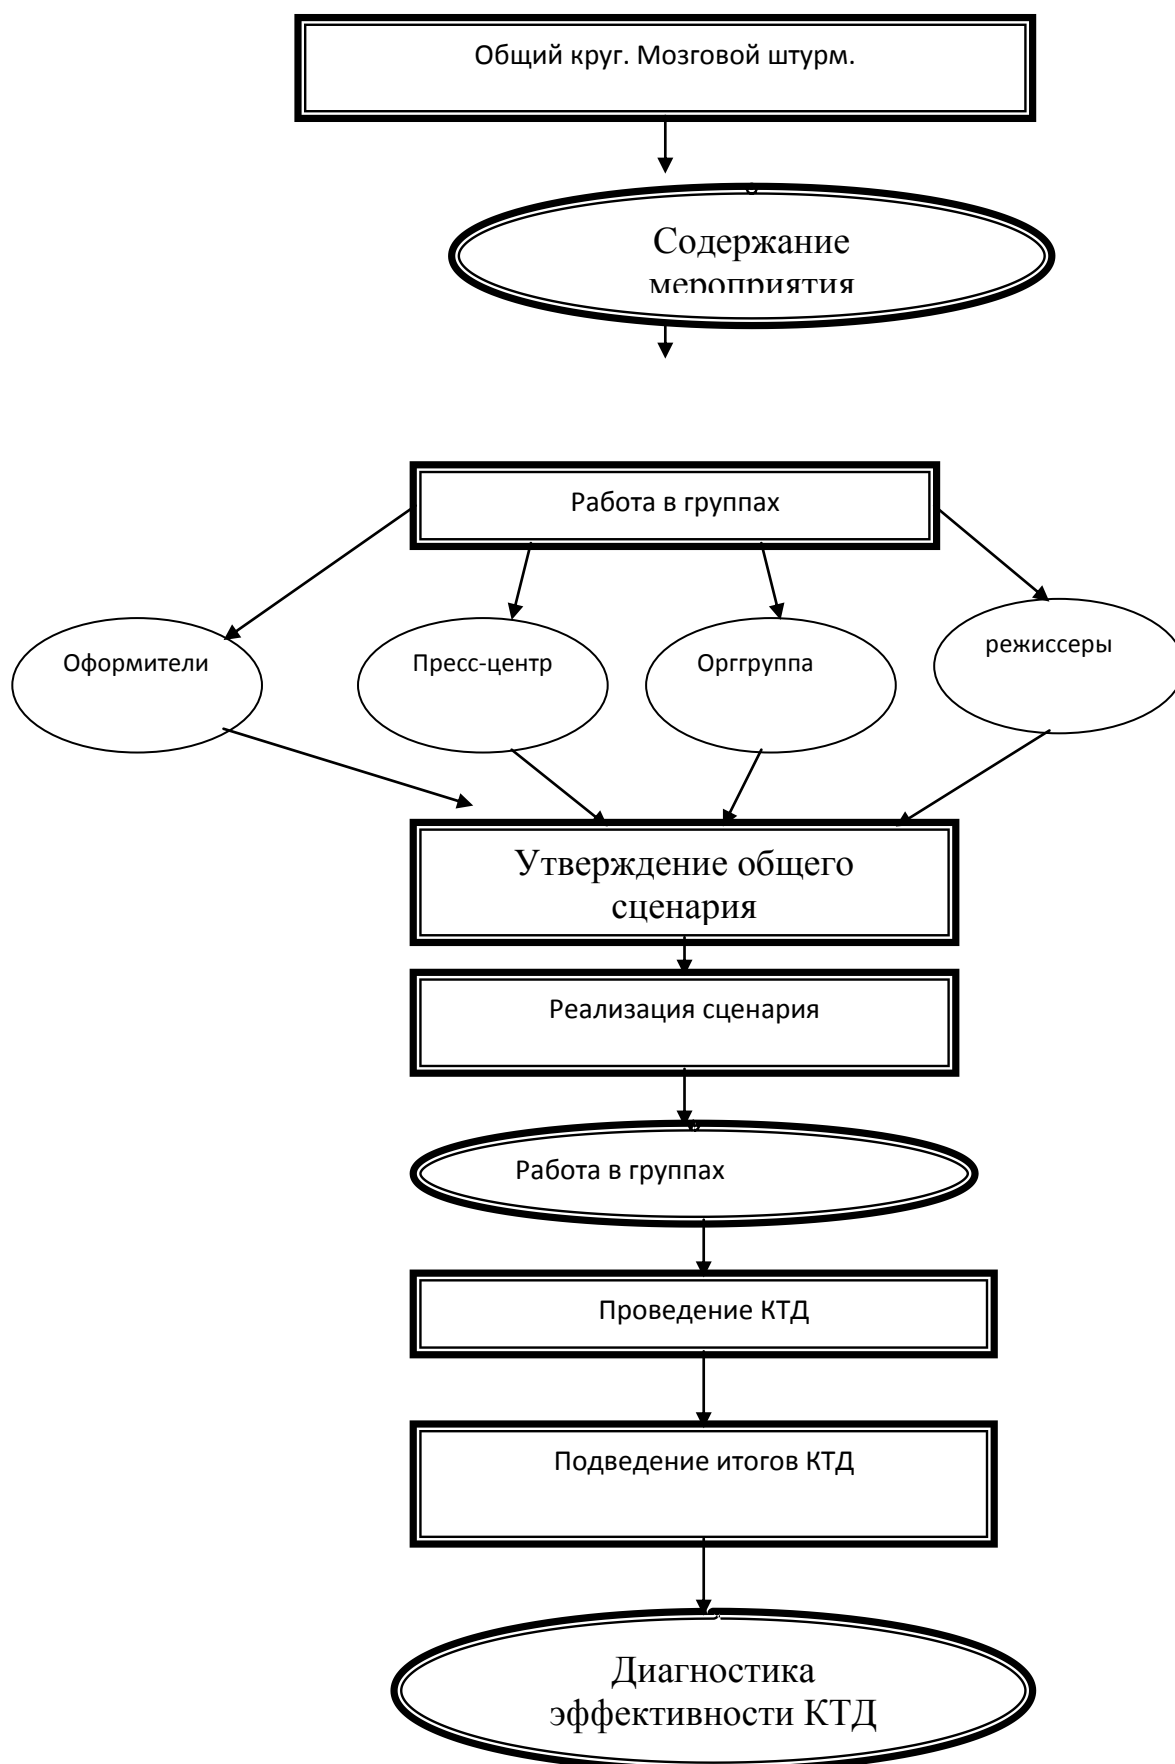 Общий круг. Мозговой штурм.
Содержание
мероприятия
Работа в группах
Оформители
Пресс-центр
Орггруппа
режиссеры
Утверждение общего
сценария
Реализация сценария
Работа в группах
Проведение КТД
Подведение итогов КТД
Диагностика
эффективности КТД